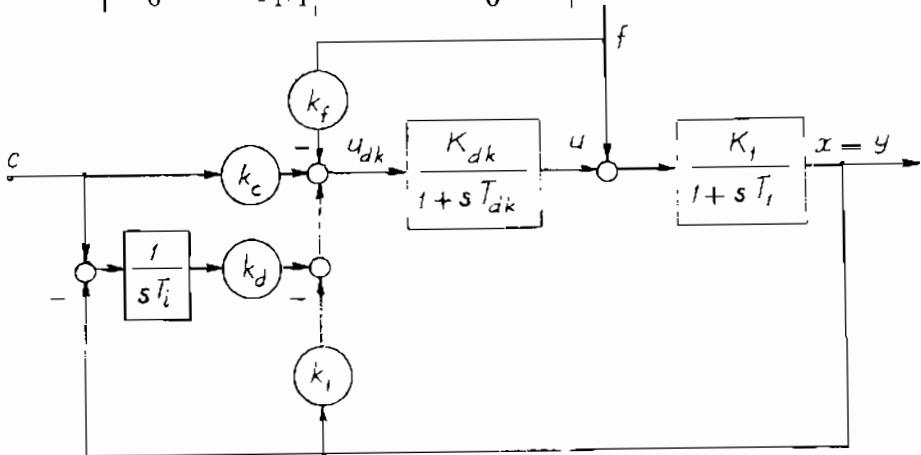 f
k_f
−
c
k_c
u_dk
K_dk
1 + s T_dk
u
K_1
1 + s T_1
x = y
1
s T_i
k_d
−
−
k_1